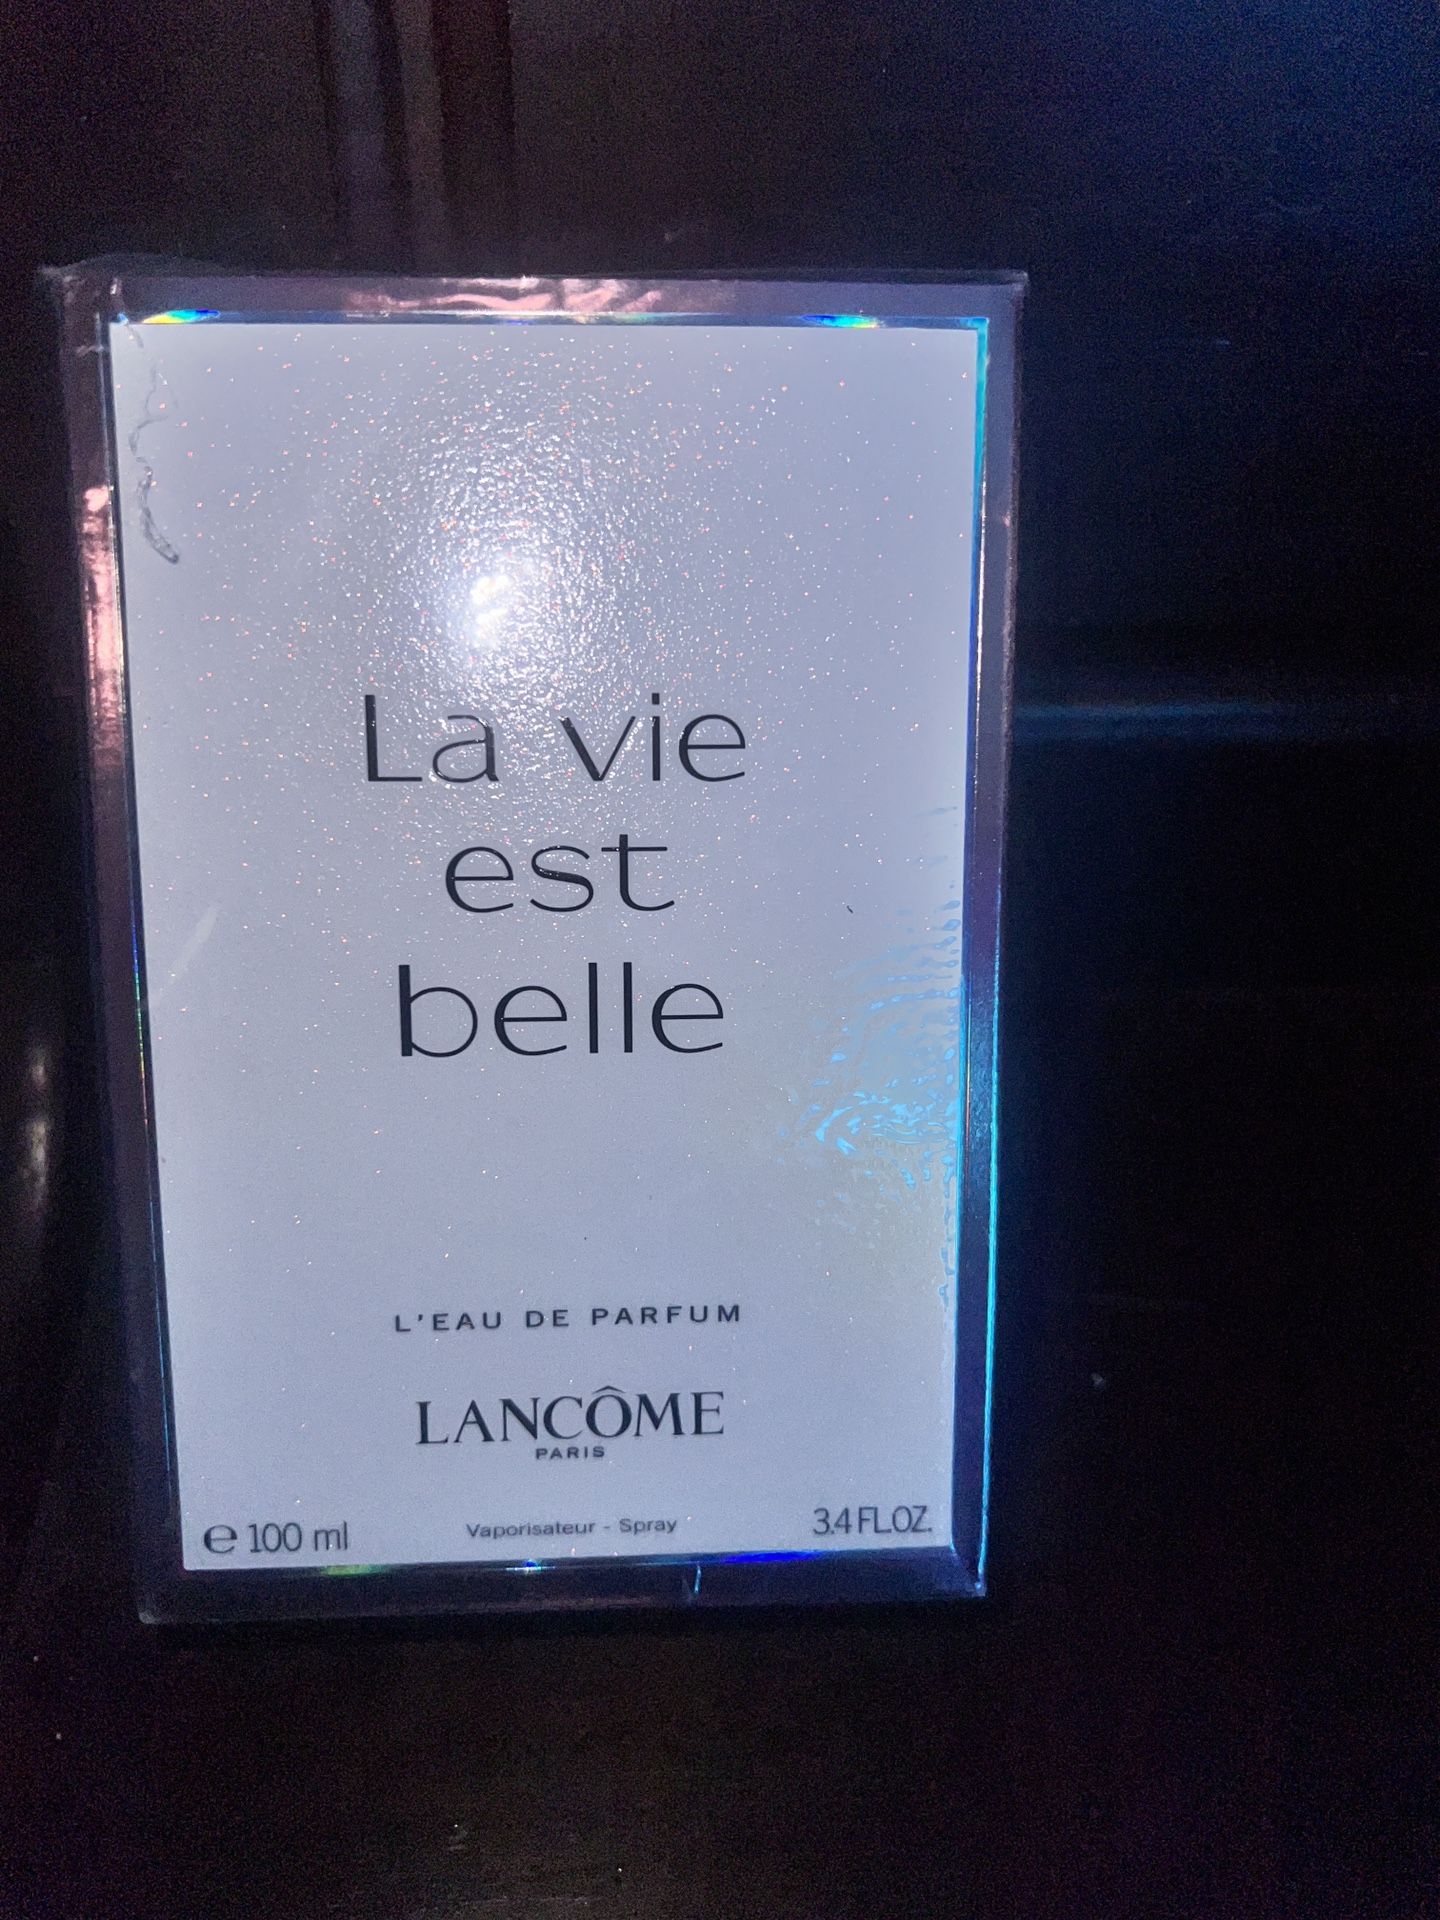 La vie
est
belle
L'EAU DE PARFUM
LANCÔME
PARIS
℮ 100 ml
Vaporisateur - Spray
3.4 FL.OZ.